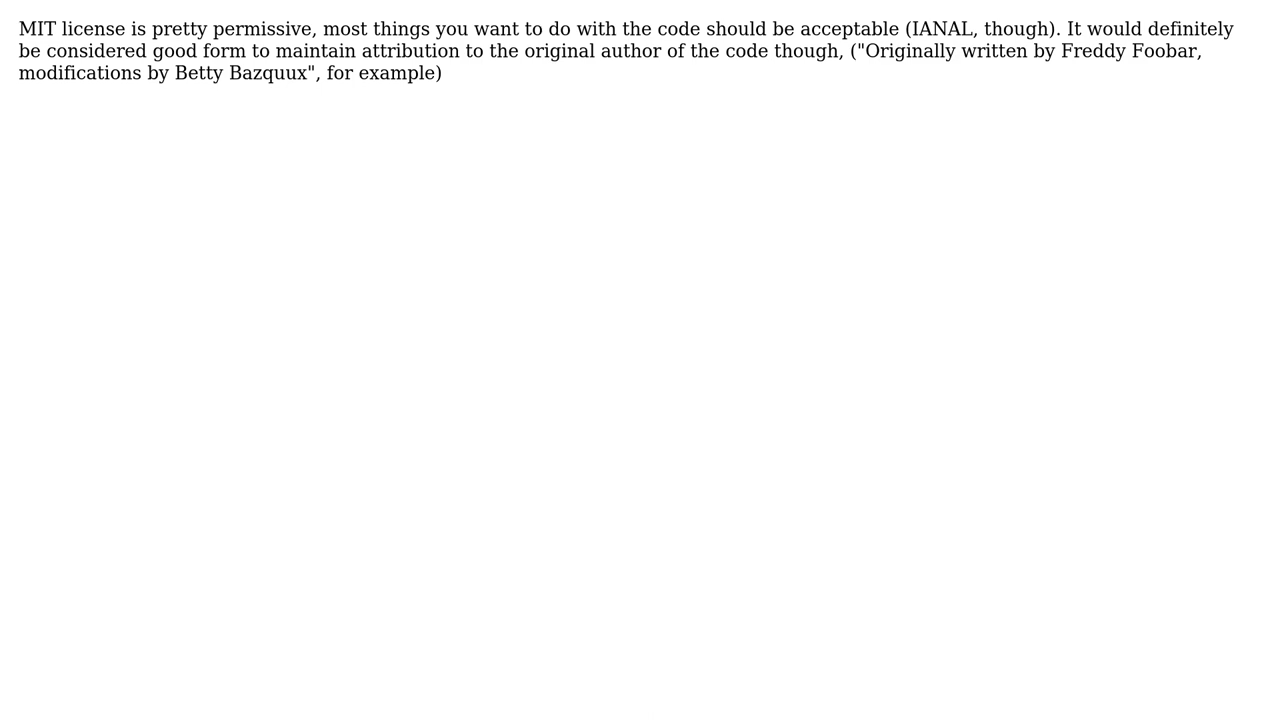 MIT license is pretty permissive, most things you want to do with the code should be acceptable (IANAL, though). It would definitely
be considered good form to maintain attribution to the original author of the code though, ("Originally written by Freddy Foobar,
modifications by Betty Bazquux", for example)